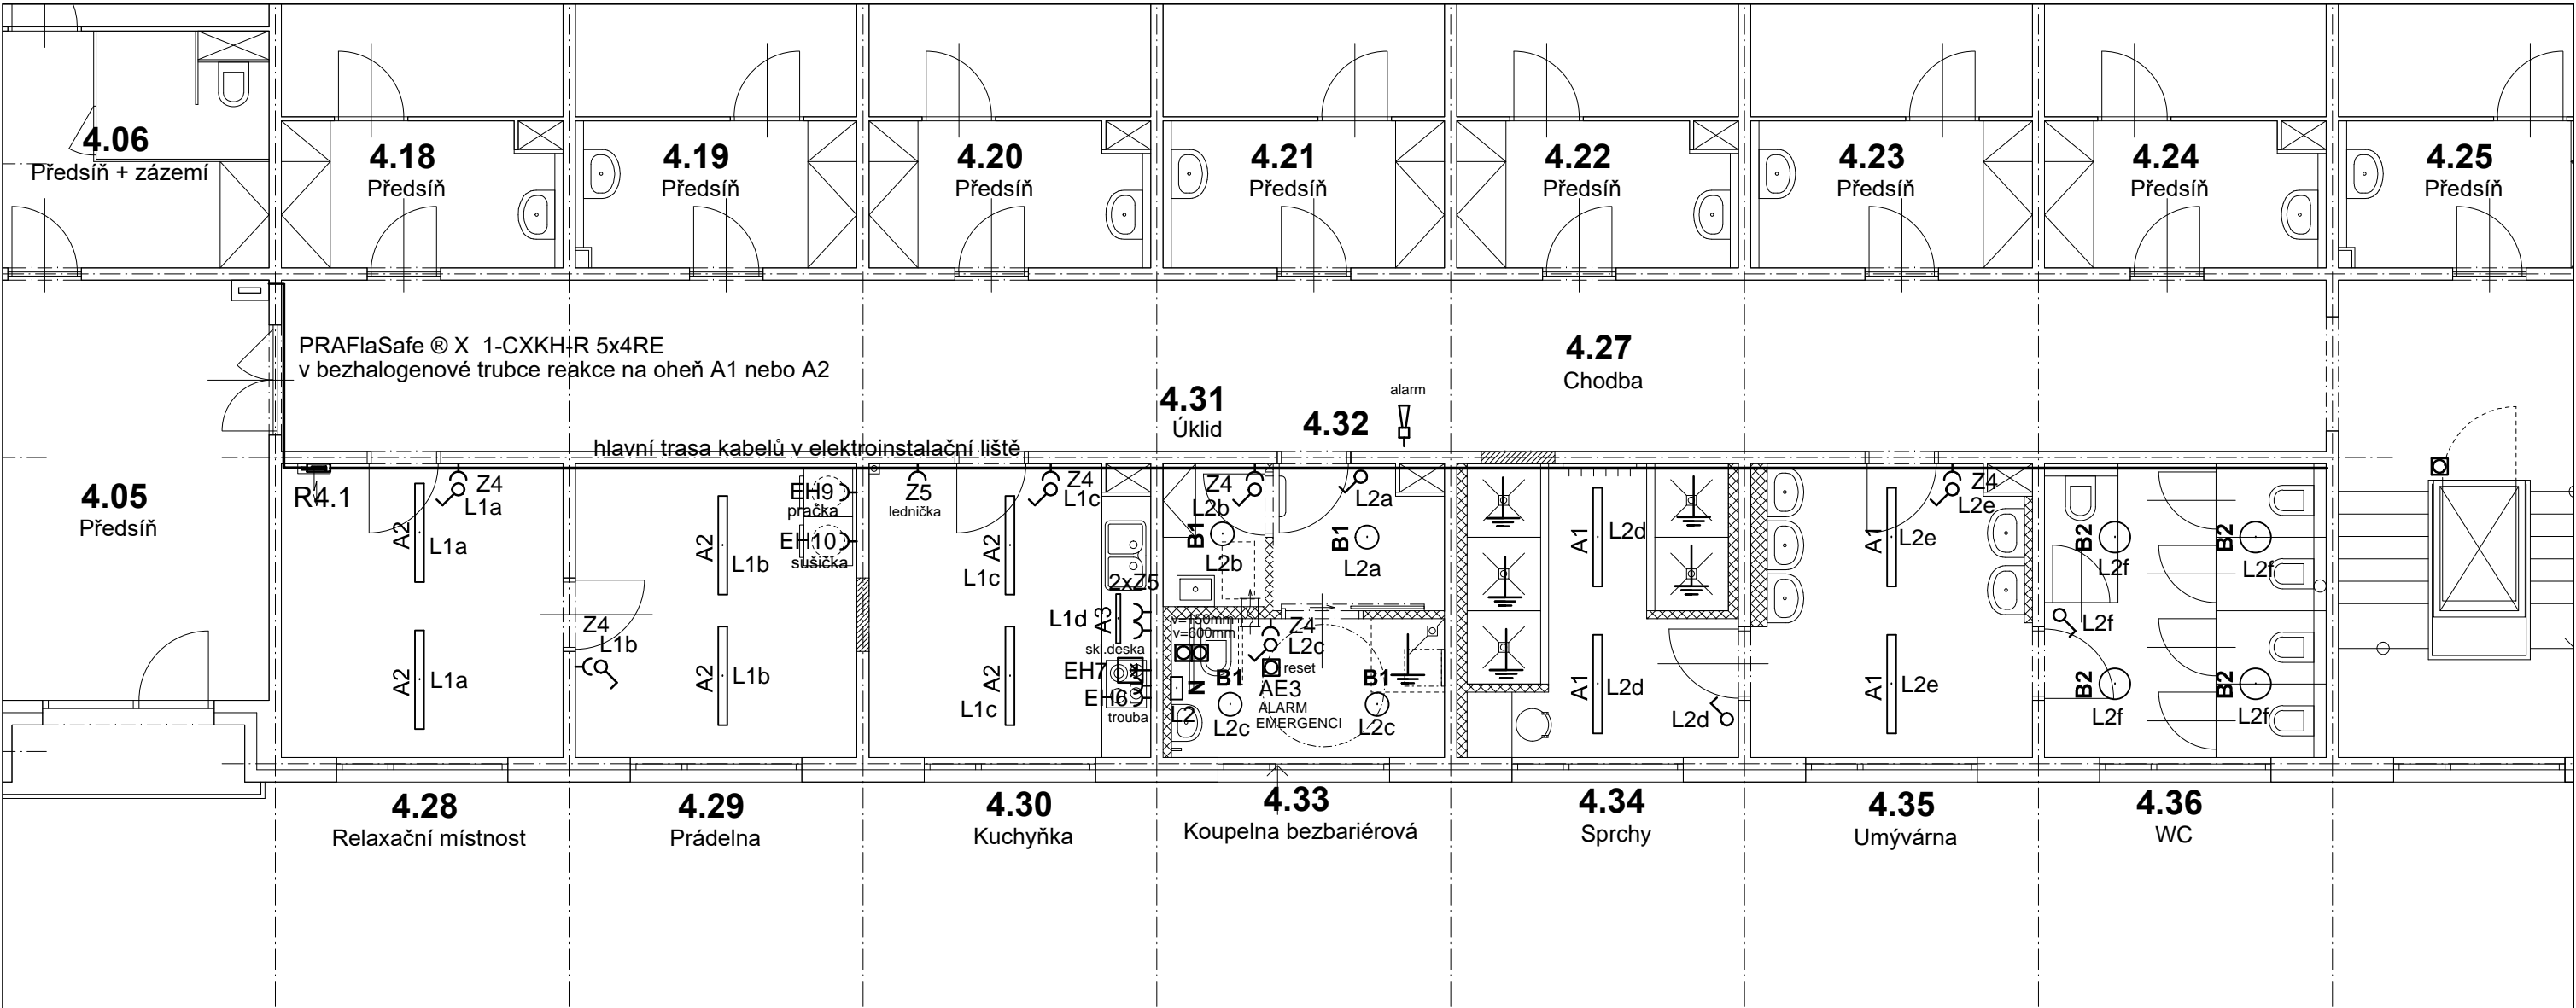 4.06
Předsíň + zázemí
4.18
Předsíň
4.19
Předsíň
4.20
Předsíň
4.21
Předsíň
4.22
Předsíň
4.23
Předsíň
4.24
Předsíň
4.25
Předsíň
PRAFlaSafe ® X 1-CXKH-R 5x4RE
v bezhalogenové trubce reakce na oheň A1 nebo A2
4.27
Chodba
4.31
Úklid
4.32
alarm
hlavní trasa kabelů v elektroinstalační liště
4.05
Předsíň
R4.1
Z4
L1a
A2
L1a
A2
L1a
A2
L1b
A2
L1b
Z4
L1b
EH9
pračka
EH10
sušička
Z5
lednička
Z4
L1c
A2
L1c
A2
L1c
2xZ5
L1d
A3
skl.deska
EH7
EH6
trouba
Z4
L2b
B1
L2b
L2a
B1
L2a
v=150mm
v=600mm
Z4
L2c
reset
N
L2
B1
L2c
AE3
ALARM
EMERGENCI
B1
L2c
A1
L2d
A1
L2d
L2d
Z4
L2e
A1
L2e
A1
L2e
B2
L2f
B2
L2f
L2f
B2
L2f
B2
L2f
4.28
Relaxační místnost
4.29
Prádelna
4.30
Kuchyňka
4.33
Koupelna bezbariérová
4.34
Sprchy
4.35
Umývárna
4.36
WC